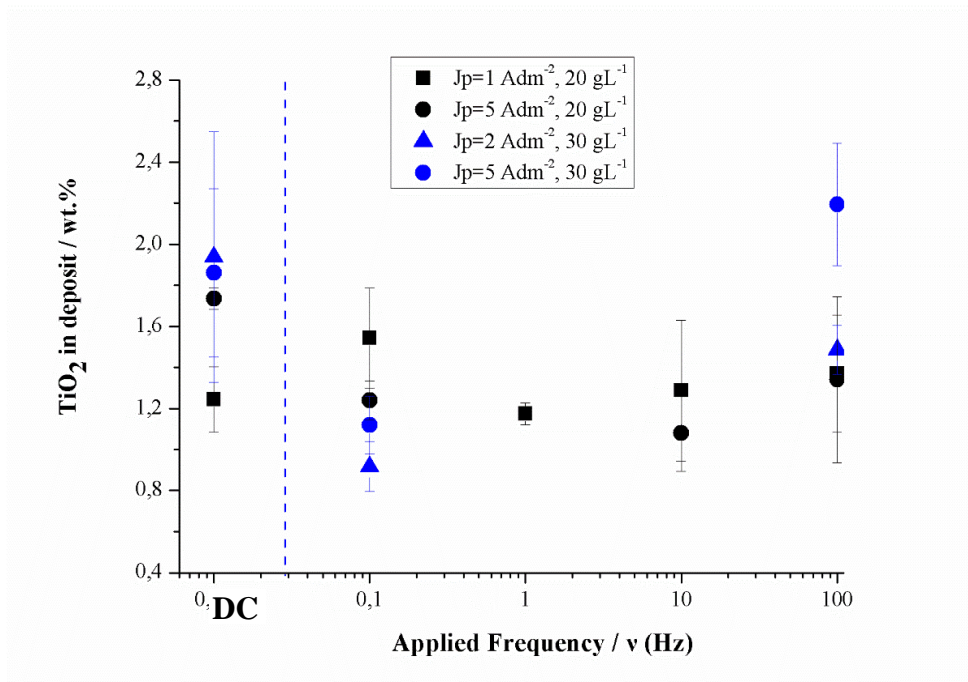 Jp=1 Adm⁻², 20 gL⁻¹
Jp=5 Adm⁻², 20 gL⁻¹
Jp=2 Adm⁻², 30 gL⁻¹
Jp=5 Adm⁻², 30 gL⁻¹
TiO₂ in deposit / wt.%
2,8
2,4
2,0
1,6
1,2
0,8
0,4
0, DC 0,1 1 10 100
Applied Frequency / ν (Hz)